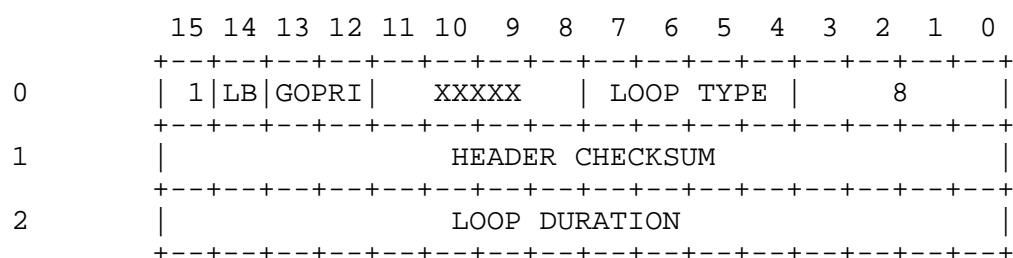 15 14 13 12 11 10 9 8 7 6 5 4 3 2 1 0
+--+--+--+--+--+--+--+--+--+--+--+--+--+--+--+--+
0 | 1|LB|GOPRI| XXXXX | LOOP TYPE | 8 |
+--+--+--+--+--+--+--+--+--+--+--+--+--+--+--+--+
1 | HEADER CHECKSUM |
+--+--+--+--+--+--+--+--+--+--+--+--+--+--+--+--+
2 | LOOP DURATION |
+--+--+--+--+--+--+--+--+--+--+--+--+--+--+--+--+